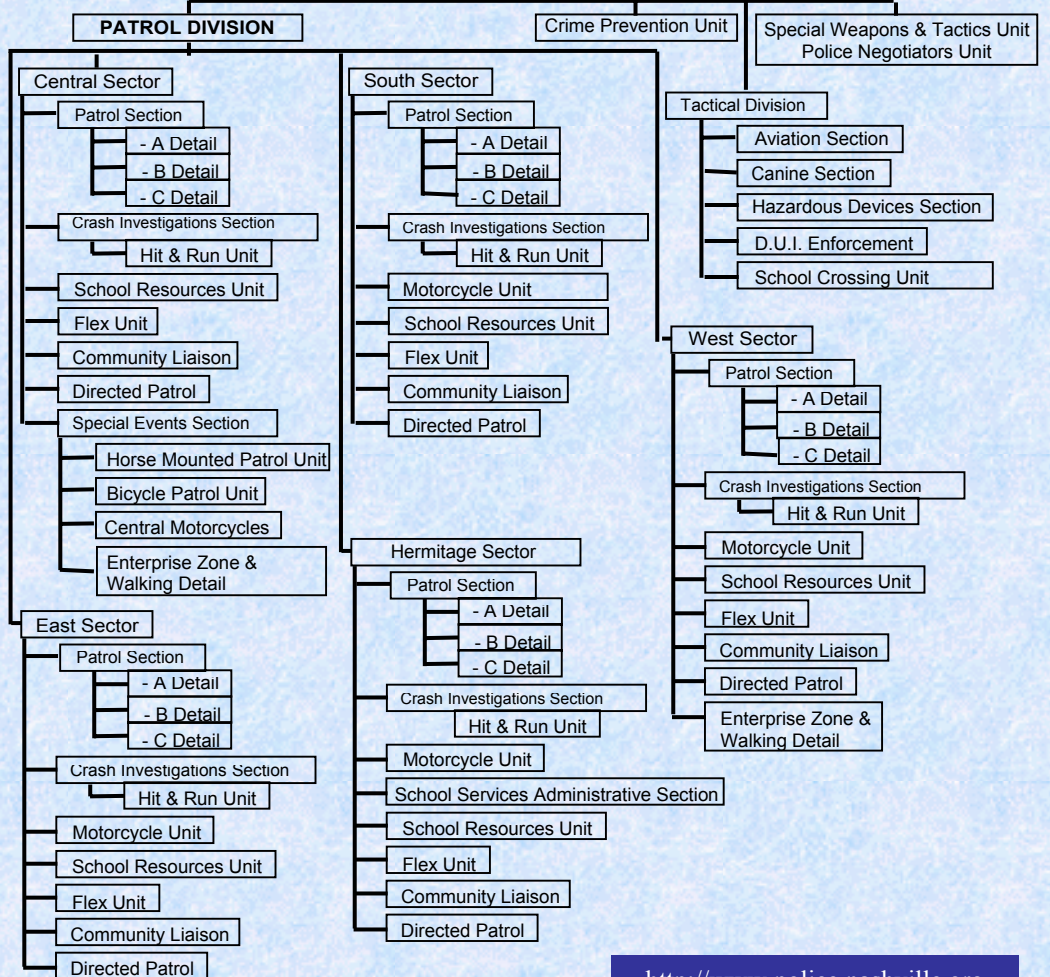 PATROL DIVISION
Crime Prevention Unit
Special Weapons & Tactics Unit
Police Negotiators Unit
Central Sector
Patrol Section
- A Detail
- B Detail
- C Detail
Crash Investigations Section
Hit & Run Unit
School Resources Unit
Flex Unit
Community Liaison
Directed Patrol
Special Events Section
Horse Mounted Patrol Unit
Bicycle Patrol Unit
Central Motorcycles
Enterprise Zone &
Walking Detail
East Sector
Patrol Section
- A Detail
- B Detail
- C Detail
Crash Investigations Section
Hit & Run Unit
Motorcycle Unit
School Resources Unit
Flex Unit
Community Liaison
Directed Patrol
South Sector
Patrol Section
- A Detail
- B Detail
- C Detail
Crash Investigations Section
Hit & Run Unit
Motorcycle Unit
School Resources Unit
Flex Unit
Community Liaison
Directed Patrol
Hermitage Sector
Patrol Section
- A Detail
- B Detail
- C Detail
Crash Investigations Section
Hit & Run Unit
Motorcycle Unit
School Services Administrative Section
School Resources Unit
Flex Unit
Community Liaison
Directed Patrol
Tactical Division
Aviation Section
Canine Section
Hazardous Devices Section
D.U.I. Enforcement
School Crossing Unit
West Sector
Patrol Section
- A Detail
- B Detail
- C Detail
Crash Investigations Section
Hit & Run Unit
Motorcycle Unit
School Resources Unit
Flex Unit
Community Liaison
Directed Patrol
Enterprise Zone &
Walking Detail